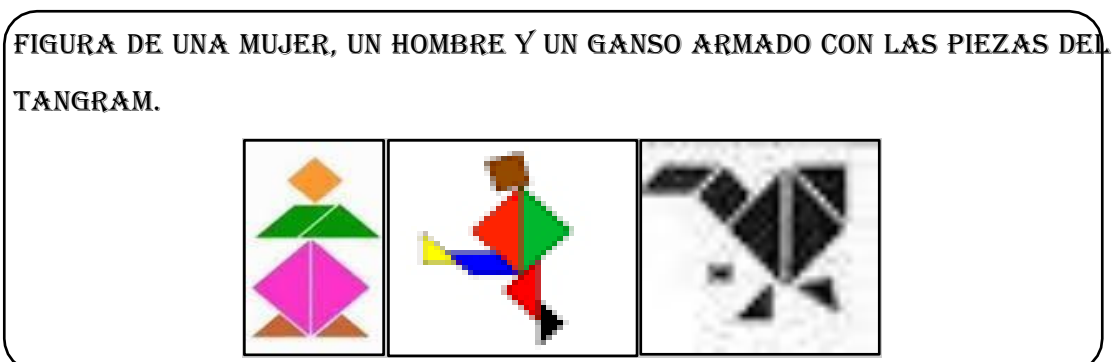 FIGURA DE UNA MUJER, UN HOMBRE Y UN GANSO ARMADO CON LAS PIEZAS DEL
TANGRAM.